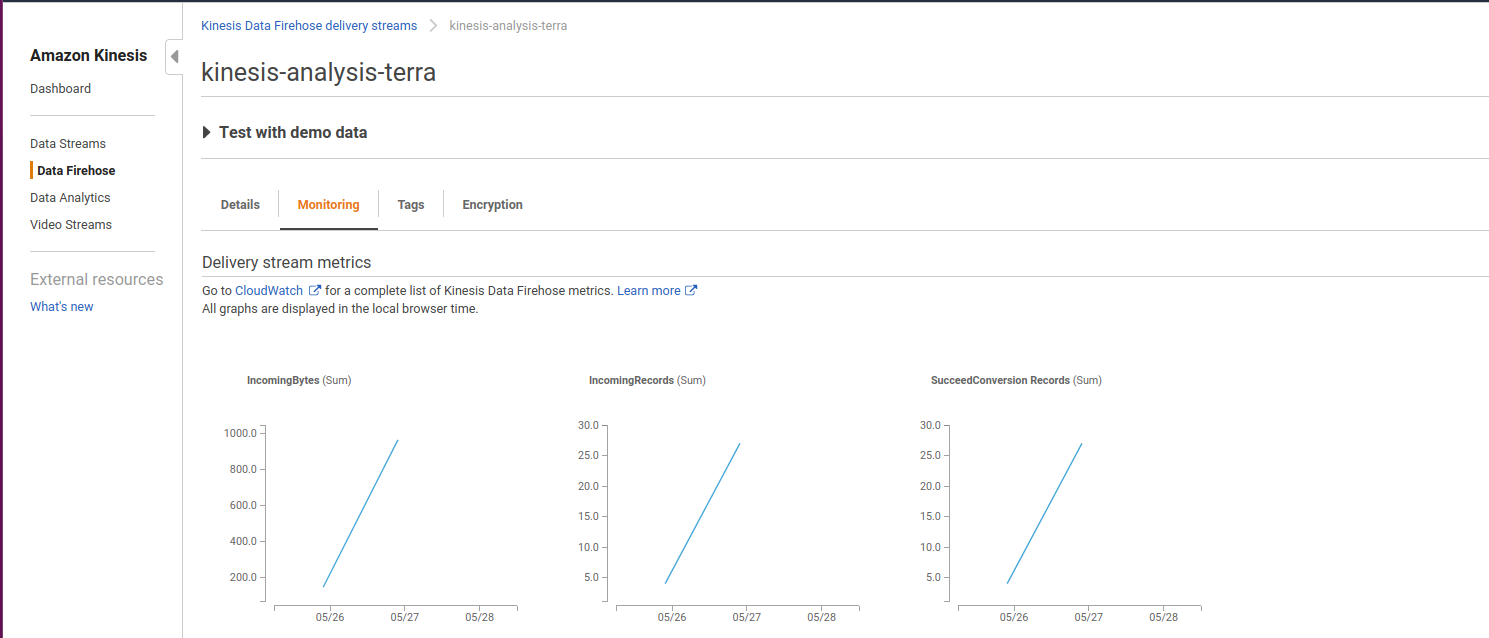 Amazon Kinesis
Dashboard
Data Streams
Data Firehose
Data Analytics
Video Streams
External resources
What's new
Kinesis Data Firehose delivery streams kinesis-analysis-terra
kinesis-analysis-terra
Test with demo data
Details Monitoring Tags Encryption
Delivery stream metrics
Go to CloudWatch for a complete list of Kinesis Data Firehose metrics. Learn more
All graphs are displayed in the local browser time.
IncomingBytes (Sum)
1000.0
800.0
600.0
400.0
200.0
05/26 05/27 05/28
IncomingRecords (Sum)
30.0
25.0
20.0
15.0
10.0
5.0
05/26 05/27 05/28
SucceedConversion Records (Sum)
30.0
25.0
20.0
15.0
10.0
5.0
05/26 05/27 05/28